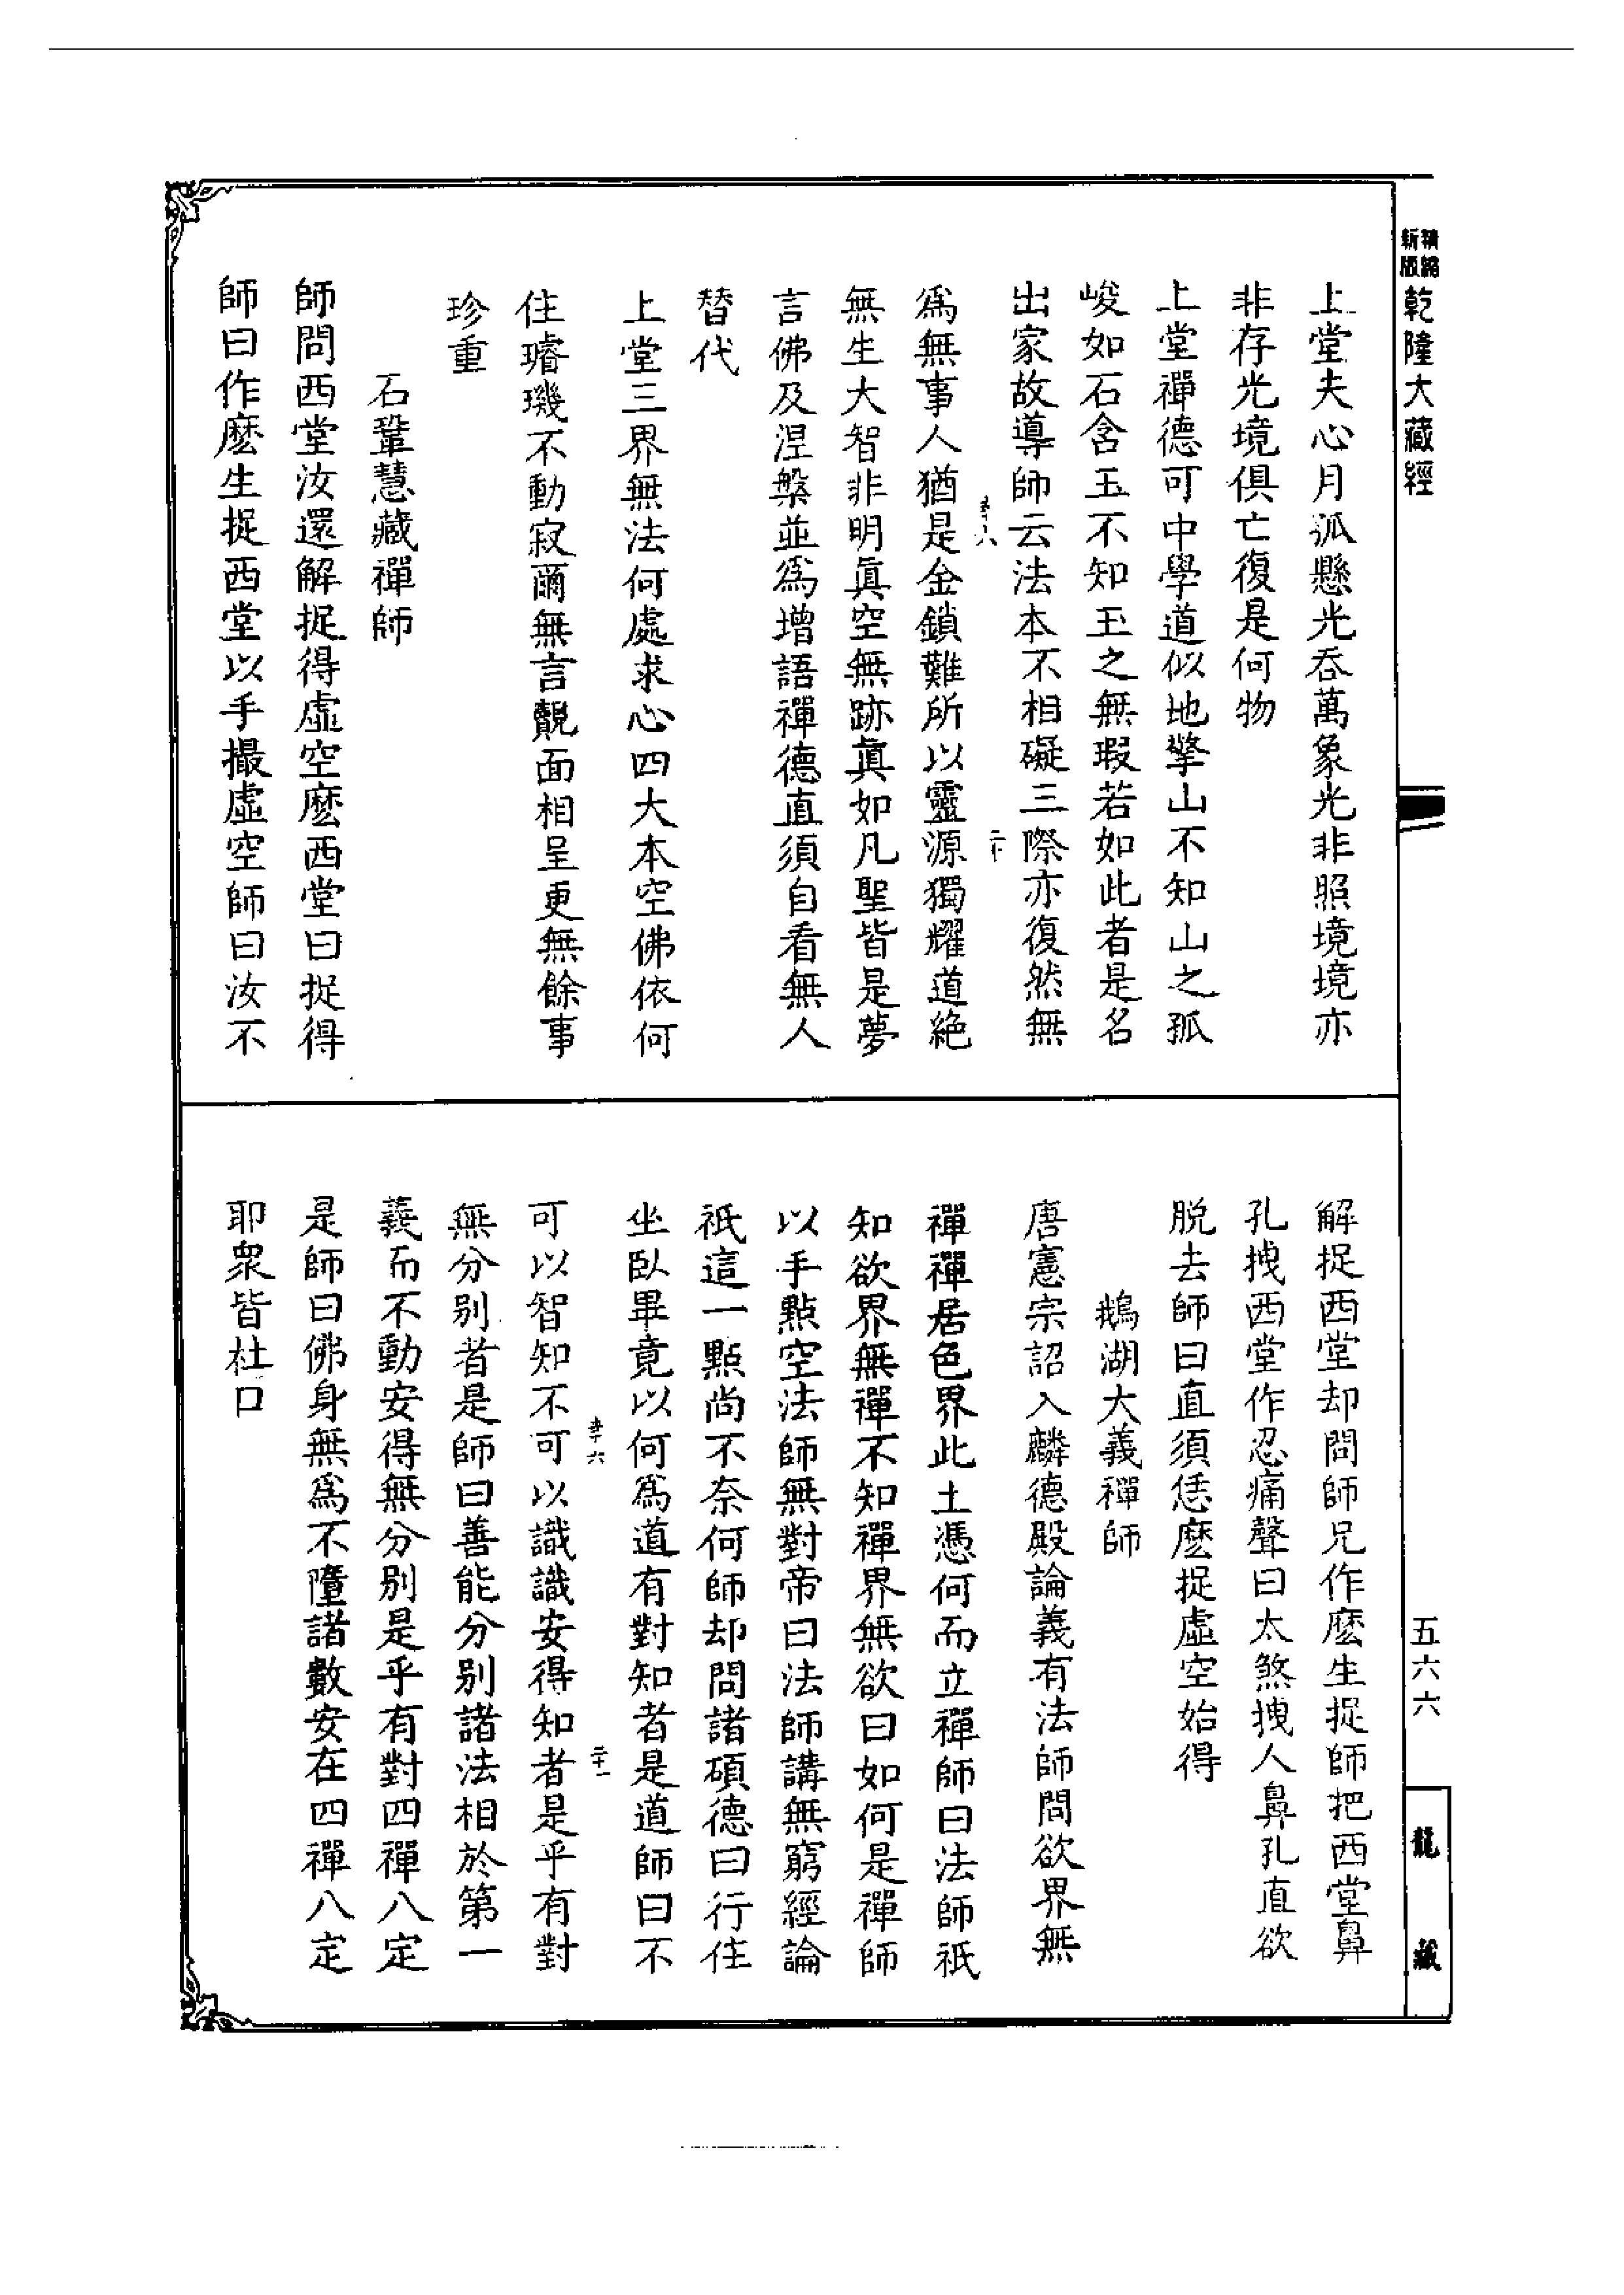 精編
新版
乾隆大藏經
上堂夫心月孤懸光吞萬象光非照境境亦
非存光境俱亡復是何物
上堂禪德可中學道似地擎山不知山之孤
峻如石含玉不知玉之無瑕若如此者是名
出家故導師云法本不相礙三際亦復然無
為無事人猶是金鎖難所以靈源獨耀道絕
無生大智非明眞空無跡眞如凡聖皆是夢
言佛及涅槃並為增語禪德直須自看無人
替代
上堂三界無法何處求心四大本空佛依何
住璿璣不動寂爾無言覿面相呈更無餘事
珍重
石鞏慧藏禪師
師問西堂汝還解捉得虛空麽西堂曰捉得
師曰作麽生捉西堂以手撮虛空師曰汝不
解捉西堂却問師兄作麽生捉師把西堂鼻
孔拽西堂作忍痛聲曰太煞拽人鼻孔直欲
脫去師曰直須恁麽捉虛空始得
鵝湖大義禪師
唐憲宗詔入麟德殿論義有法師問欲界無
禪禪居色界此土憑何而立禪師曰法師祇
知欲界無禪不知禪界無欲曰如何是禪師
以手點空法師無對帝曰法師講無窮經論
祇這一點尚不奈何師却問諸碩德曰行住
坐臥畢竟以何為道有對知者是道師曰不
可以智知不可以識識安得知者是乎有對
無分別者是師曰善能分別諸法相於第一
義而不動安得無分別是乎有對四禪八定
是師曰佛身無為不墮諸數安在四禪八定
耶衆皆杜口
五六六
龍藏